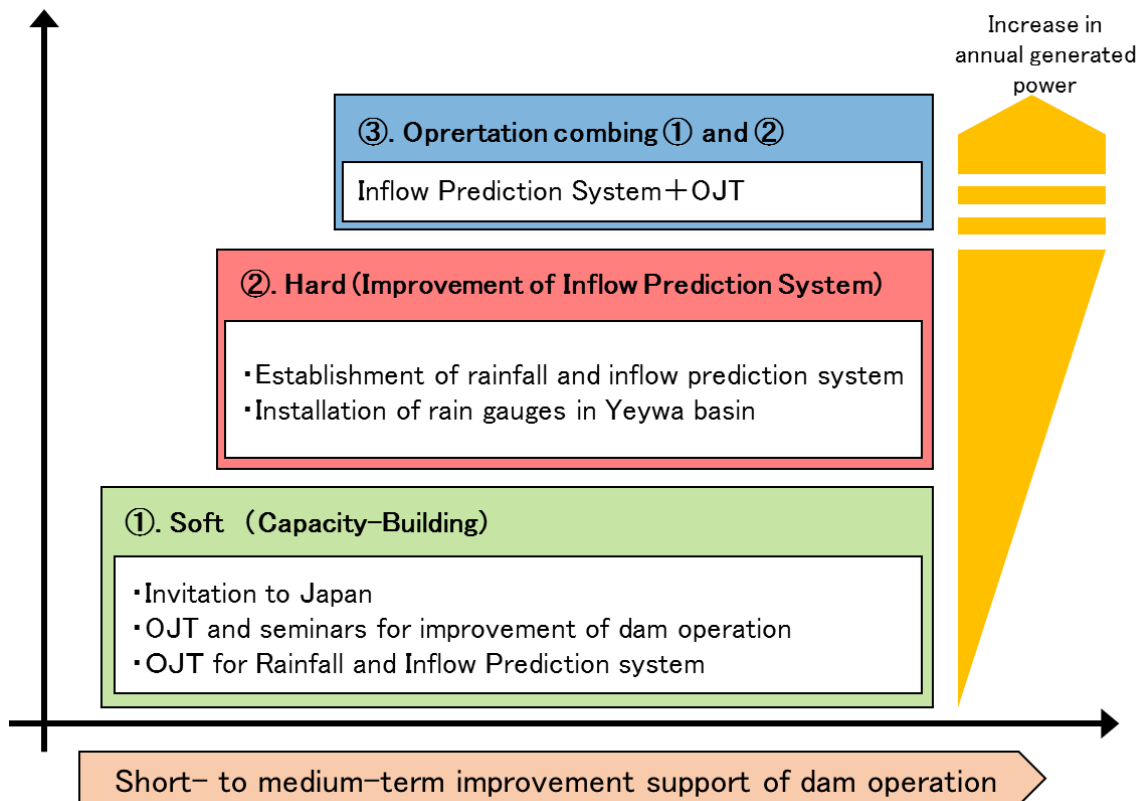 Increase in
annual generated
power
③. Oprertation combing ① and ②
Inflow Prediction System＋OJT
②. Hard (Improvement of Inflow Prediction System)
・Establishment of rainfall and inflow prediction system
・Installation of rain gauges in Yeywa basin
①. Soft （Capacity-Building）
・Invitation to Japan
・OJT and seminars for improvement of dam operation
・OJT for Rainfall and Inflow Prediction system
Short- to medium-term improvement support of dam operation